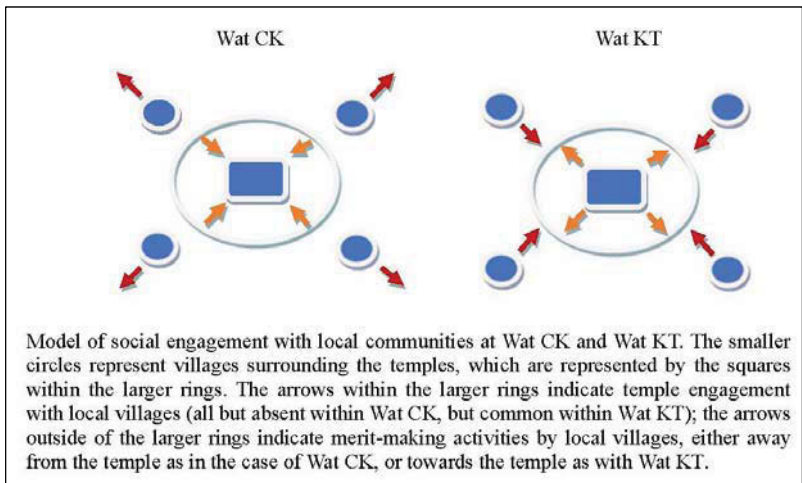 Wat CK
Wat KT
Model of social engagement with local communities at Wat CK and Wat KT. The smaller
circles represent villages surrounding the temples, which are represented by the squares
within the larger rings. The arrows within the larger rings indicate temple engagement
with local villages (all but absent within Wat CK, but common within Wat KT); the arrows
outside of the larger rings indicate merit-making activities by local villages, either away
from the temple as in the case of Wat CK, or towards the temple as with Wat KT.